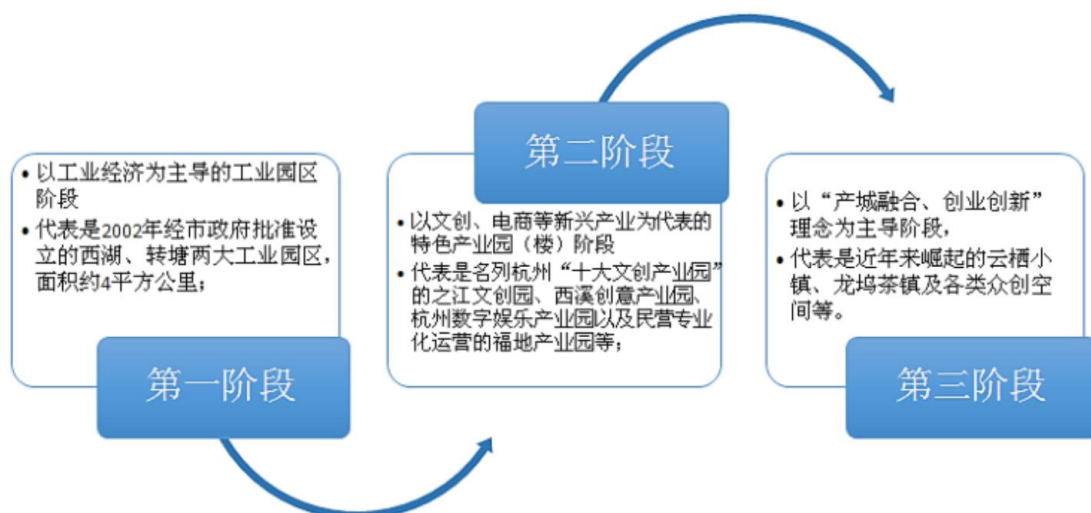 • 以工业经济为主导的工业园区
阶段
• 代表是2002年经市政府批准设
立的西湖、转塘两大工业园区，
面积约4平方公里；
第一阶段
第二阶段
• 以文创、电商等新兴产业为代表的
特色产业园（楼）阶段
• 代表是名列杭州“十大文创产业园”
的之江文创园、西溪创意产业园、
杭州数字娱乐产业园以及民营专业
化运营的福地产业园等；
• 以“产城融合、创业创新”
理念为主导阶段，
• 代表是近年来崛起的云栖小
镇、龙坞茶镇及各类众创空
间等。
第三阶段